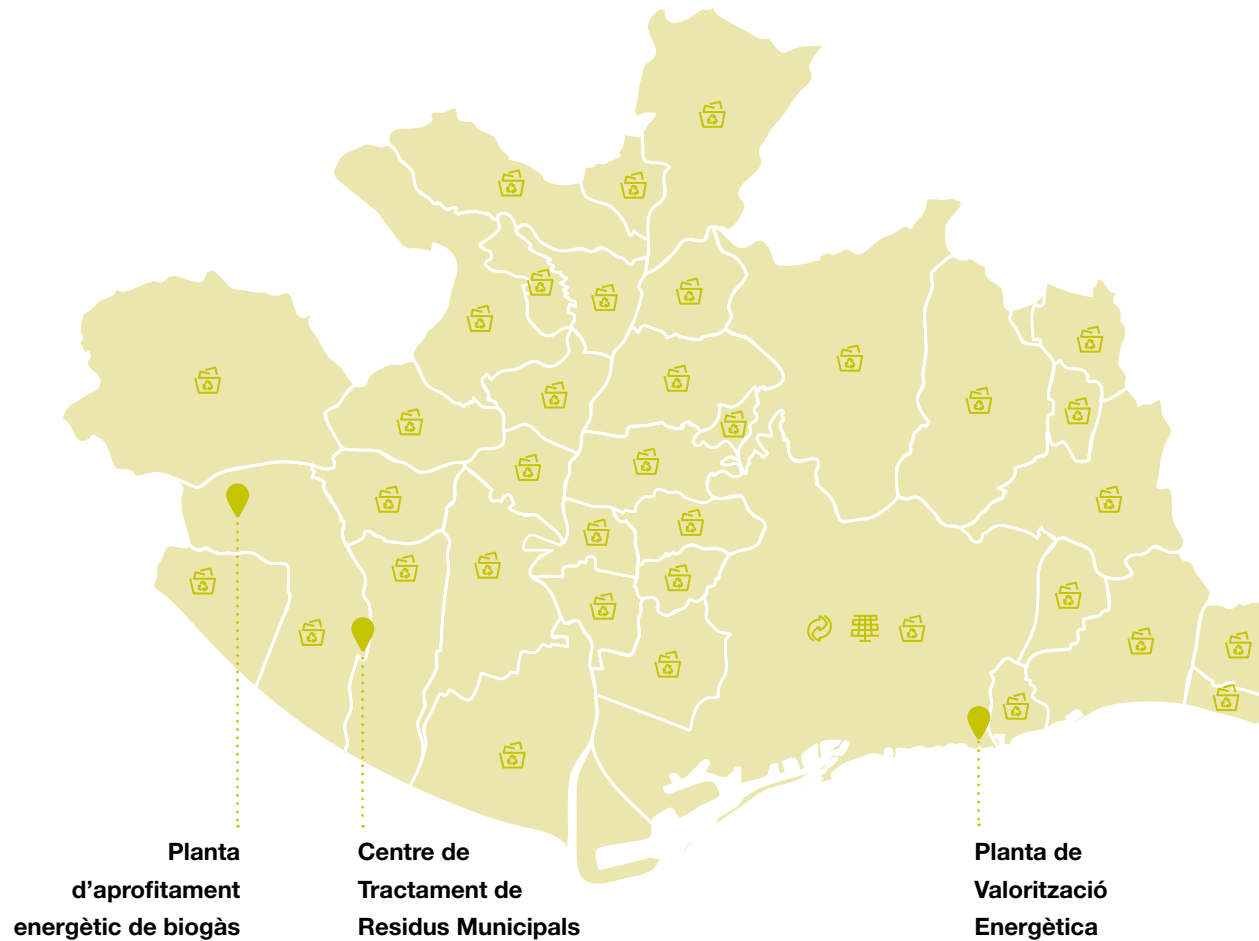 Planta
d’aprofitament
energètic de biogàs
Centre de
Tractament de
Residus Municipals
Planta de
Valorització
Energètica